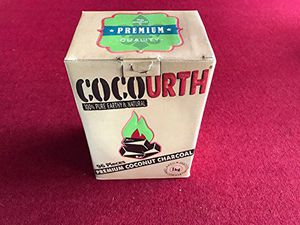 PREMIUM
QUALITY
COCOURTH
100% PURE EARTHY & NATURAL
96 Pieces
PREMIUM COCONUT CHARCOAL
1kg